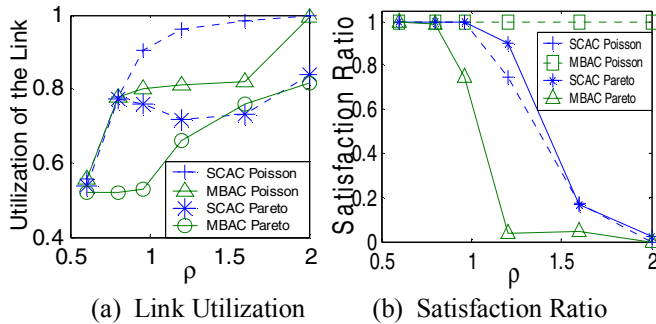 (a)
Utilization of the Link
1
0.8
0.6
0.4
0.5
1
1.5
2
ρ
SCAC Poisson
MBAC Poisson
SCAC Pareto
MBAC Pareto
(a) Link Utilization
(b)
Satisfaction Ratio
1
0.8
0.6
0.4
0.2
0
0.5
1
1.5
2
ρ
SCAC Poisson
MBAC Poisson
SCAC Pareto
MBAC Pareto
(b) Satisfaction Ratio